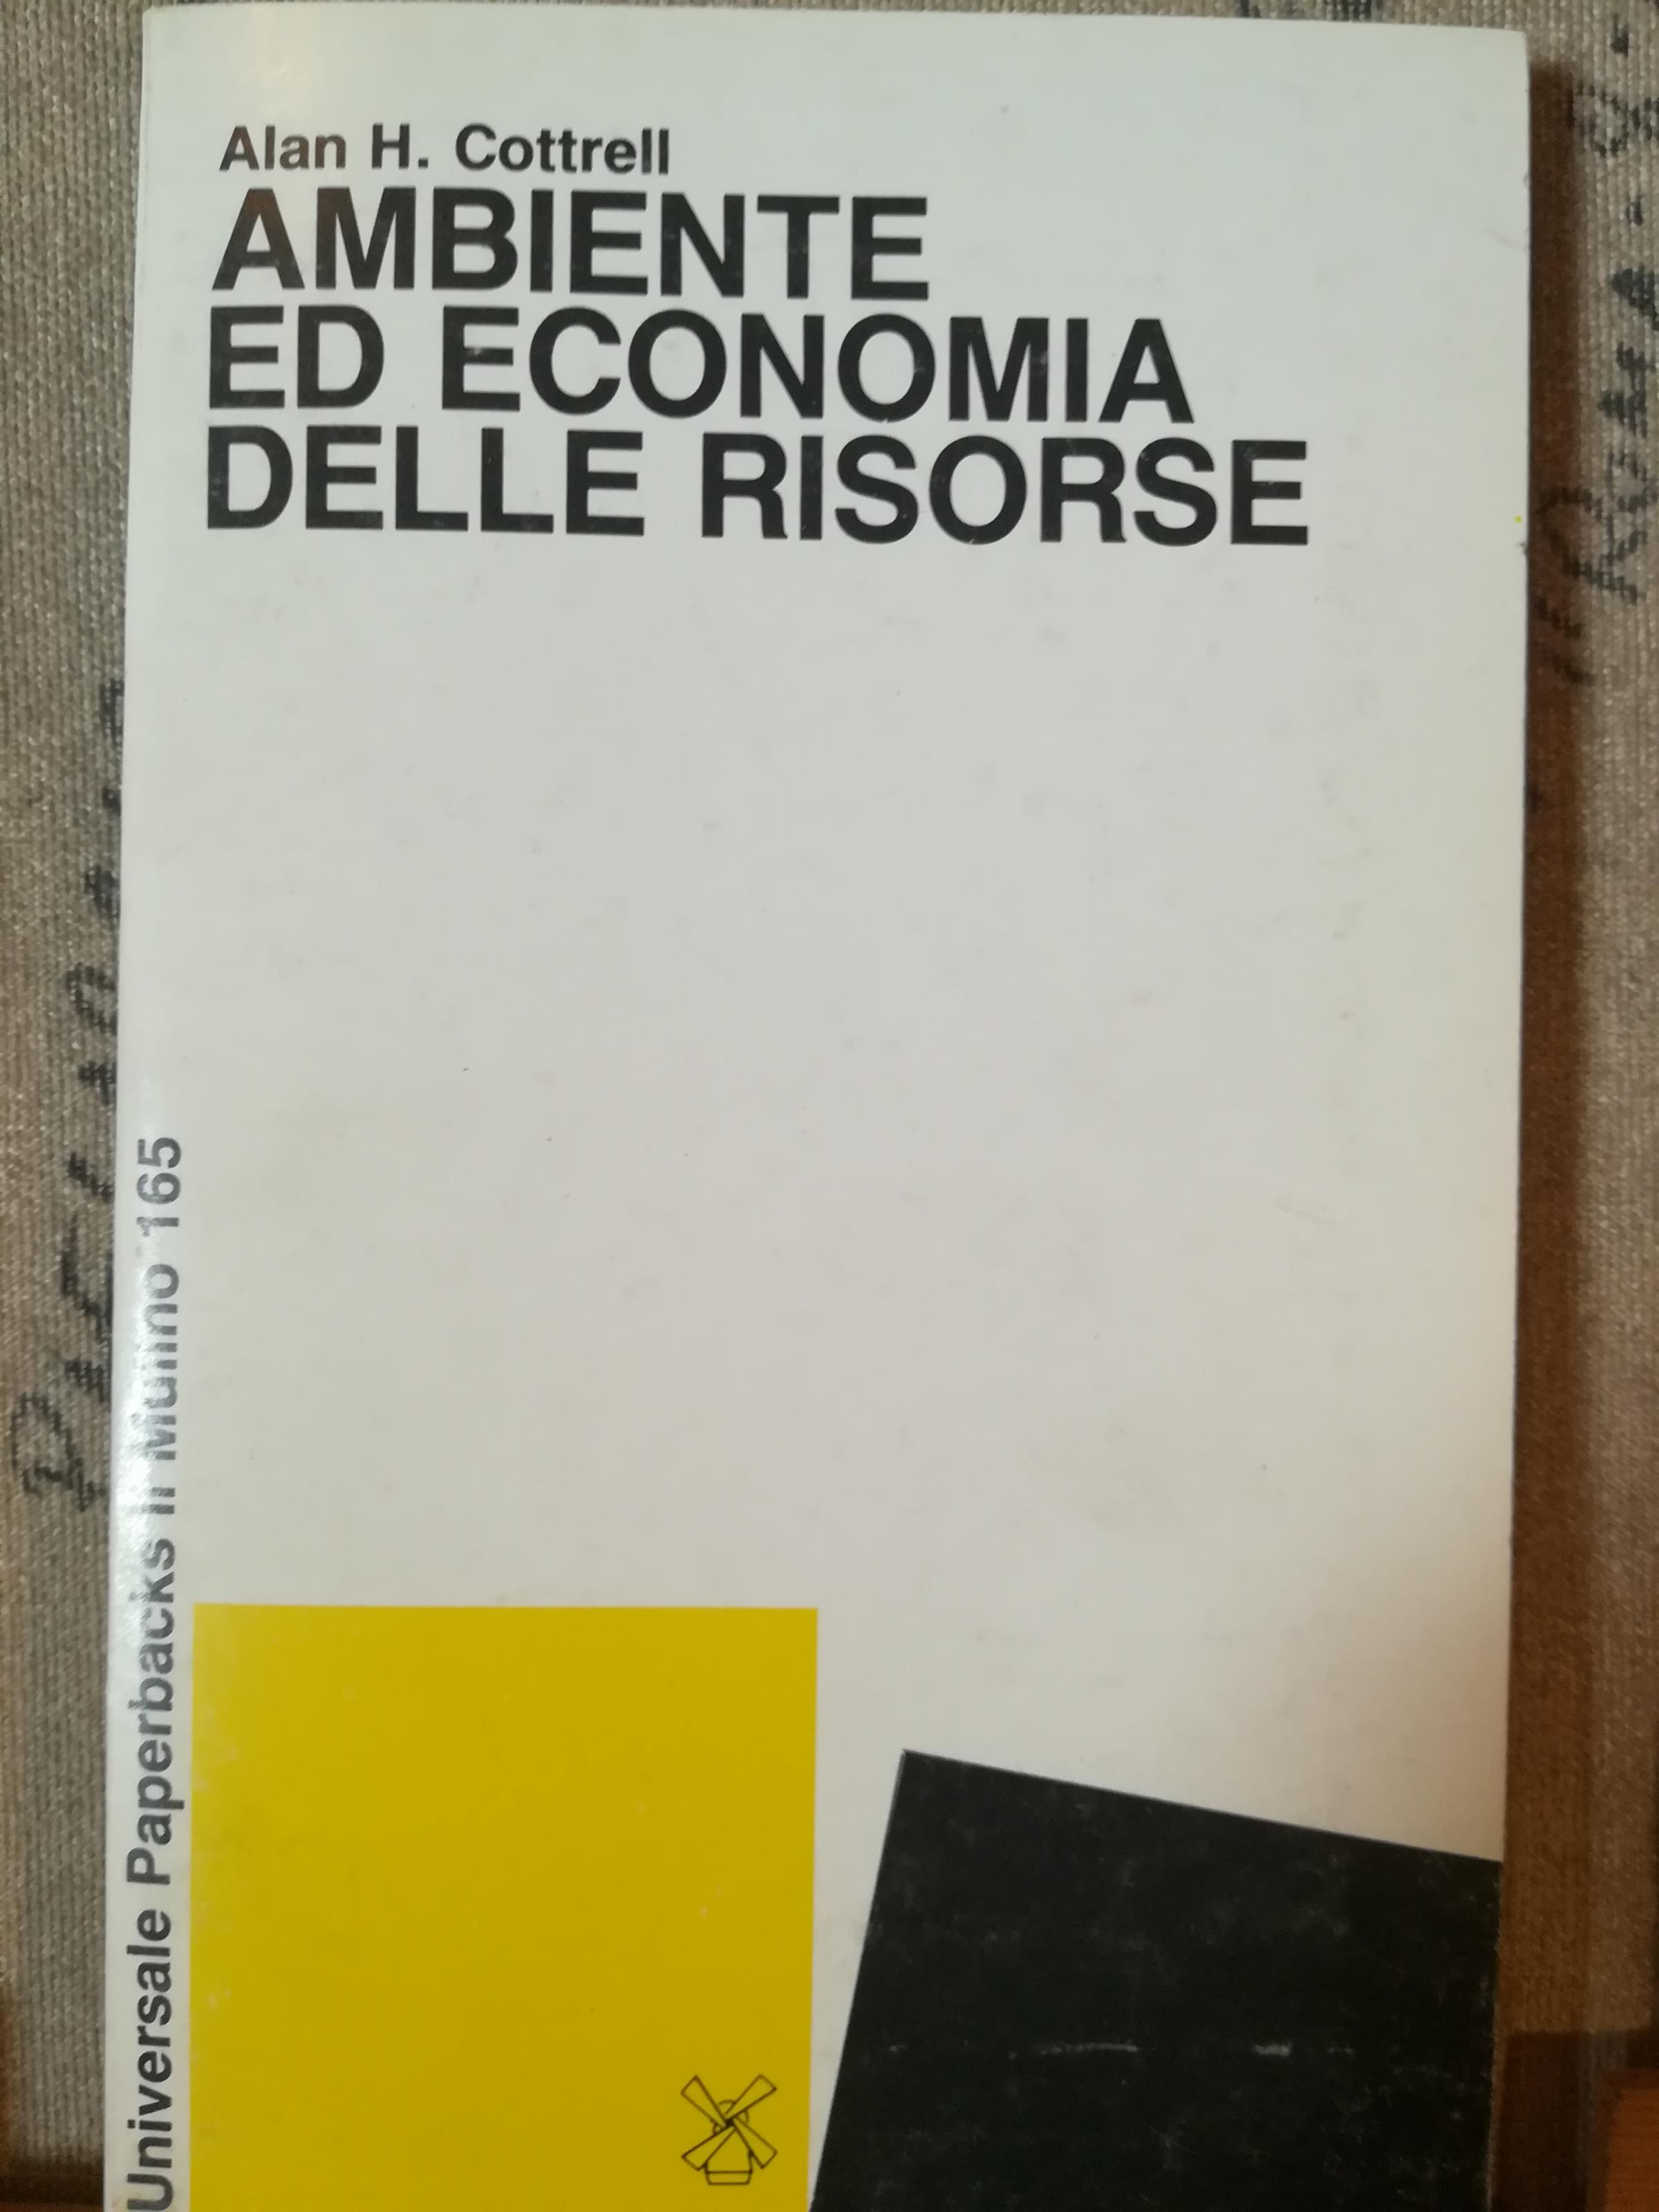 Alan H. Cottrell
AMBIENTE
ED ECONOMIA
DELLE RISORSE
Universale Paperbacks Il Mulino 165